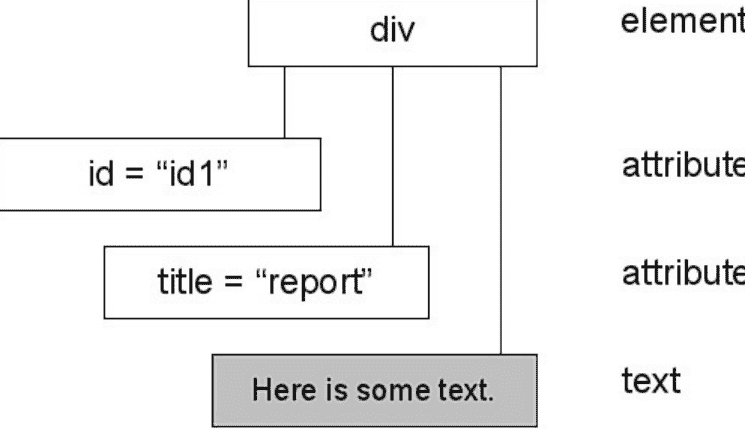 div
element
id = “id1”
attribute
title = “report”
attribute
Here is some text.
text